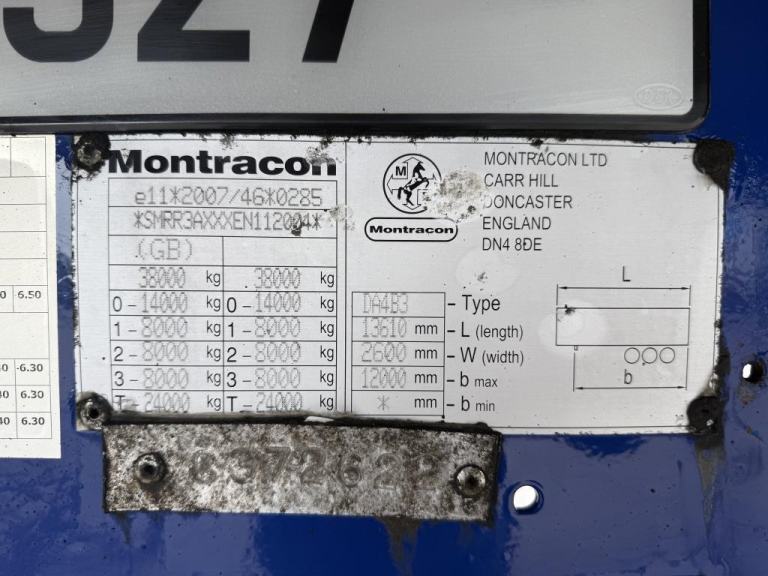 327
Montracon
e11*2007/46*0285
*SMRR3AXXXEN112004*
(GB)
38000 kg 38000 kg
0-14000 kg 0-14000 kg
1-8000 kg 1-8000 kg
2-8000 kg 2-8000 kg
3-8000 kg 3-8000 kg
T-24000 kg T-24000 kg
M
Montracon
MONTRACON LTD
CARR HILL
DONCASTER
ENGLAND
DN4 8DE
DA4B3 - Type
13610 mm - L (length)
2600 mm - W (width)
12000 mm - b max
* mm - b min
L
b
6.50
-6.30
6.30
6.30
C372622